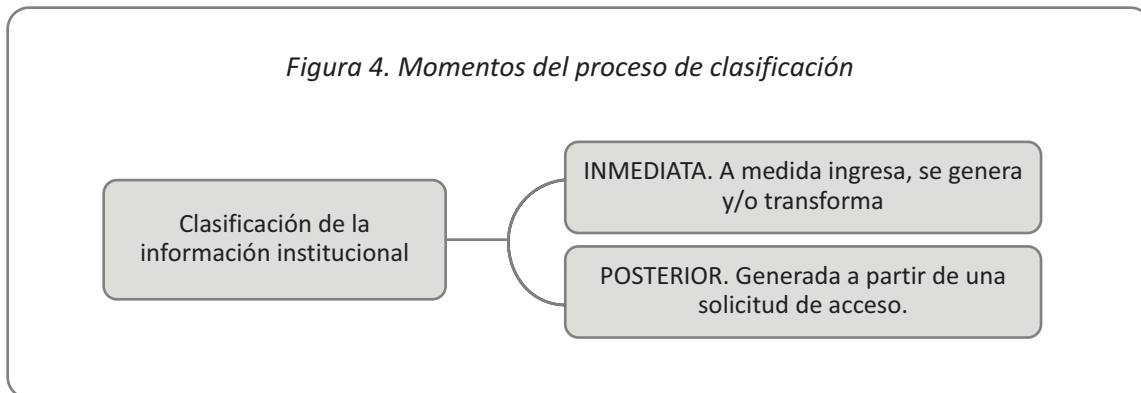 Figura 4. Momentos del proceso de clasificación
Clasificación de la
información institucional
INMEDIATA. A medida ingresa, se genera
y/o transforma
POSTERIOR. Generada a partir de una
solicitud de acceso.